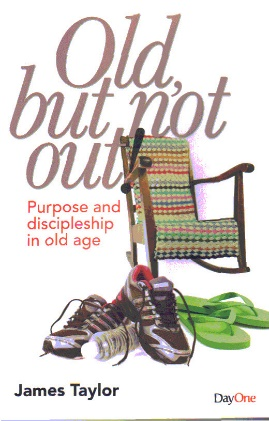 Old,
but not
out
Purpose and
discipleship
in old age
James Taylor
DayOne